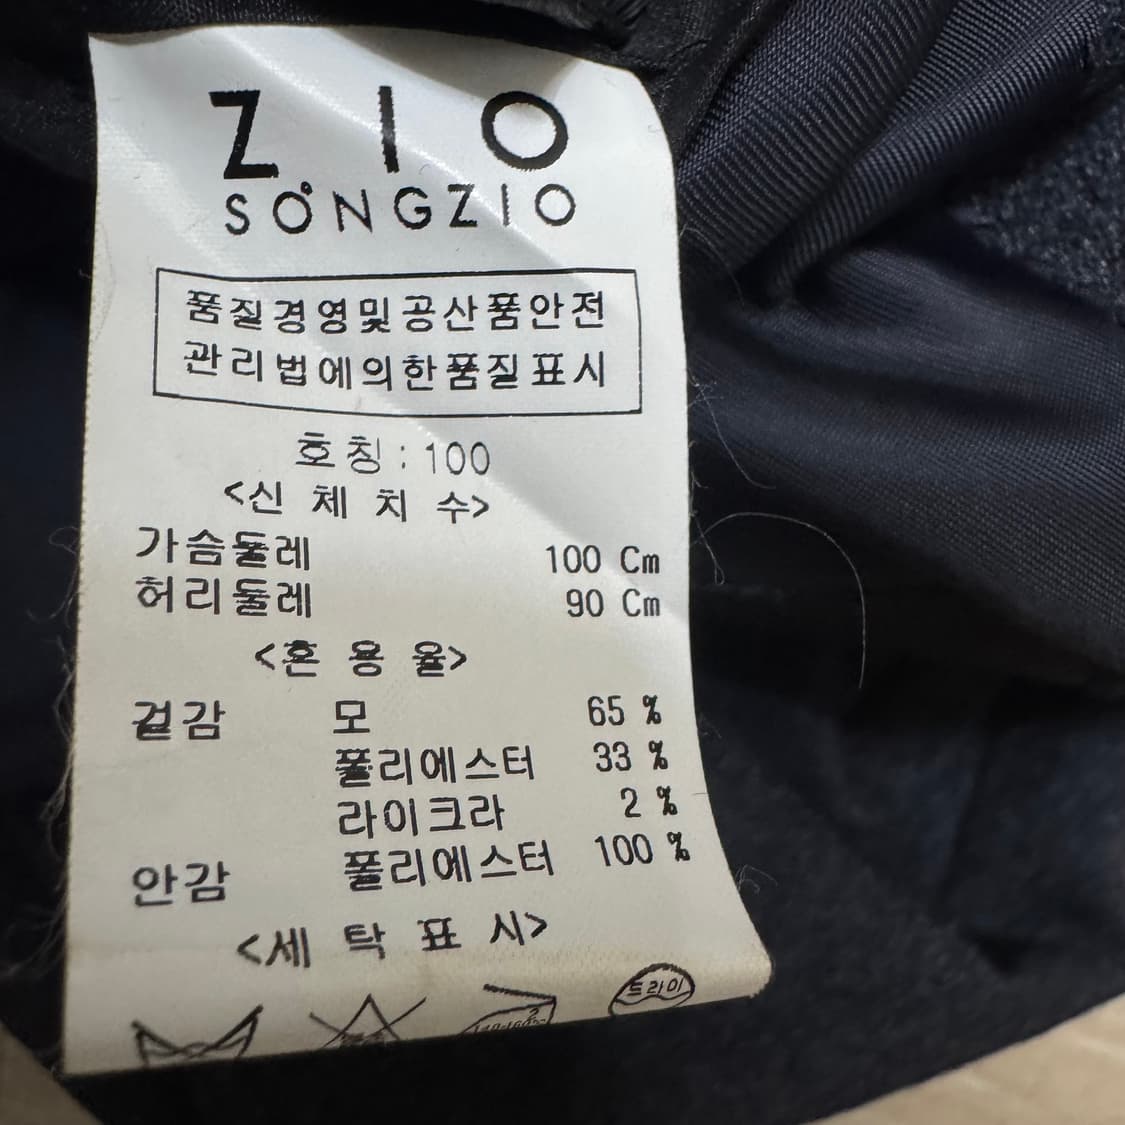 ZIO
SONGZIO
품질경영및공산품안전
관리법에의한품질표시
호칭:100
<신 체 치 수>
가슴둘레 100 Cm
허리둘레 90 Cm
<혼 용 율>
겉감 모 65 %
폴리에스터 33 %
라이크라 2 %
안감 폴리에스터 100 %
<세 탁 표 시>
드라이